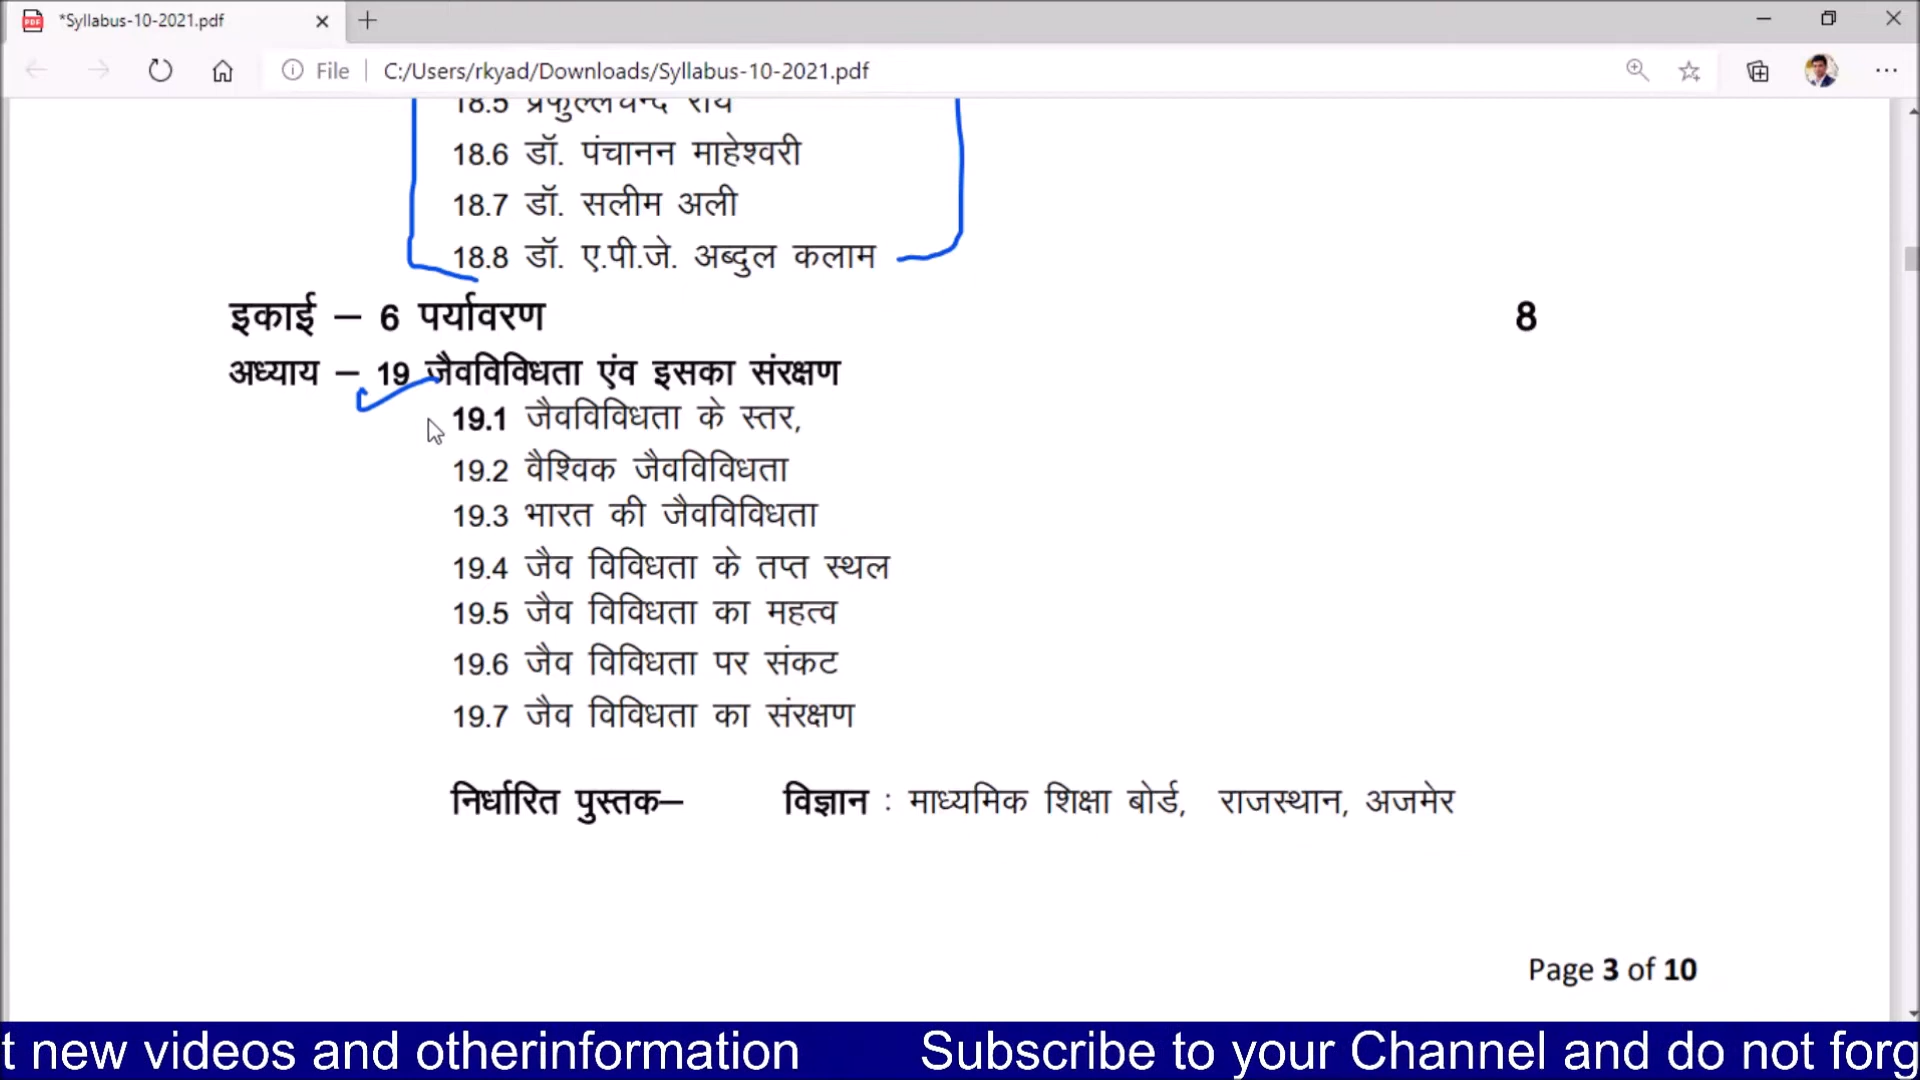 *Syllabus-10-2021.pdf
File C:/Users/rkyad/Downloads/Syllabus-10-2021.pdf
18.5 प्रफुल्लचन्द राय
18.6 डॉ. पंचानन माहेश्वरी
18.7 डॉ. सलीम अली
18.8 डॉ. ए.पी.जे. अब्दुल कलाम
इकाई – 6 पर्यावरण 8
अध्याय – 19 जैवविविधता एंव इसका संरक्षण
19.1 जैवविविधता के स्तर,
19.2 वैश्विक जैवविविधता
19.3 भारत की जैवविविधता
19.4 जैव विविधता के तप्त स्थल
19.5 जैव विविधता का महत्व
19.6 जैव विविधता पर संकट
19.7 जैव विविधता का संरक्षण
निर्धारित पुस्तक– विज्ञान : माध्यमिक शिक्षा बोर्ड, राजस्थान, अजमेर
Page 3 of 10
t new videos and otherinformation Subscribe to your Channel and do not forg